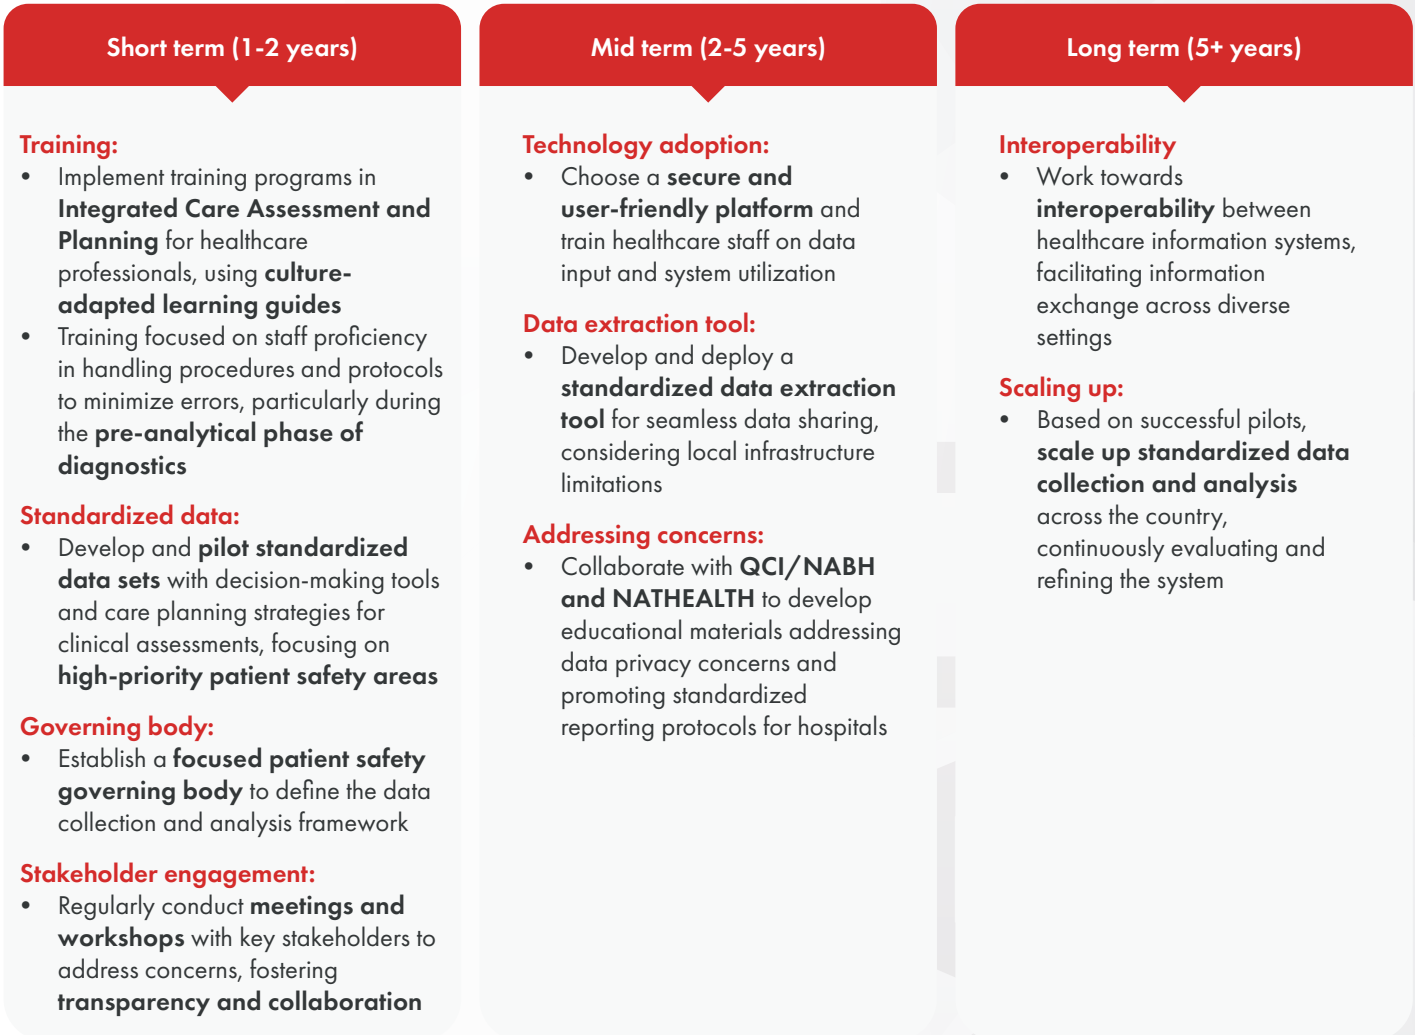 Short term (1-2 years)
Training:
• Implement training programs in
Integrated Care Assessment and
Planning for healthcare
professionals, using culture-
adapted learning guides
• Training focused on staff proficiency
in handling procedures and protocols
to minimize errors, particularly during
the pre-analytical phase of
diagnostics
Standardized data:
• Develop and pilot standardized
data sets with decision-making tools
and care planning strategies for
clinical assessments, focusing on
high-priority patient safety areas
Governing body:
• Establish a focused patient safety
governing body to define the data
collection and analysis framework
Stakeholder engagement:
• Regularly conduct meetings and
workshops with key stakeholders to
address concerns, fostering
transparency and collaboration
Mid term (2-5 years)
Technology adoption:
• Choose a secure and
user-friendly platform and
train healthcare staff on data
input and system utilization
Data extraction tool:
• Develop and deploy a
standardized data extraction
tool for seamless data sharing,
considering local infrastructure
limitations
Addressing concerns:
• Collaborate with QCI/NABH
and NATHEALTH to develop
educational materials addressing
data privacy concerns and
promoting standardized
reporting protocols for hospitals
Long term (5+ years)
Interoperability
• Work towards
interoperability between
healthcare information systems,
facilitating information
exchange across diverse
settings
Scaling up:
• Based on successful pilots,
scale up standardized data
collection and analysis
across the country,
continuously evaluating and
refining the system